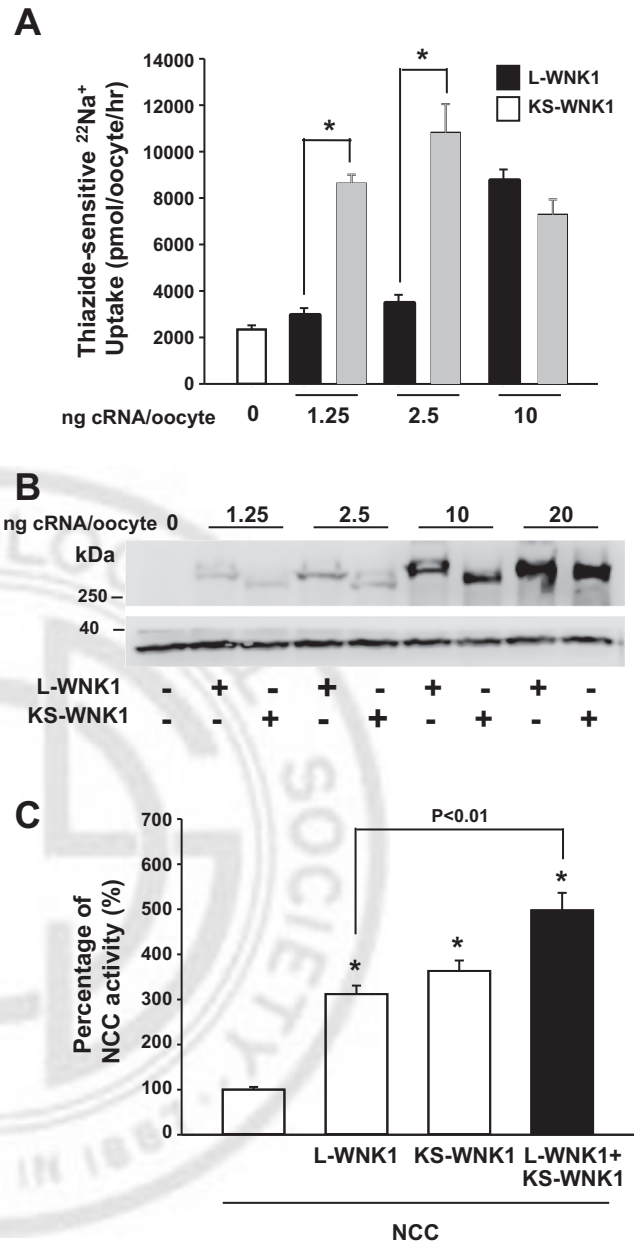 A
Thiazide-sensitive ²²Na⁺
Uptake (pmol/oocyte/hr)
14000
12000
10000
8000
6000
4000
2000
0
*
*
L-WNK1
KS-WNK1
ng cRNA/oocyte 0 1.25 2.5 10
B
ng cRNA/oocyte 0 1.25 2.5 10 20
kDa
250 –
40 –
L-WNK1 - + - + - + - + -
KS-WNK1 - - + - + - + - +
C
Percentage of
NCC activity (%)
700
600
500
400
300
200
100
0
P<0.01
*
*
*
L-WNK1 KS-WNK1 L-WNK1+
KS-WNK1
NCC
SOCIETY
IN 188